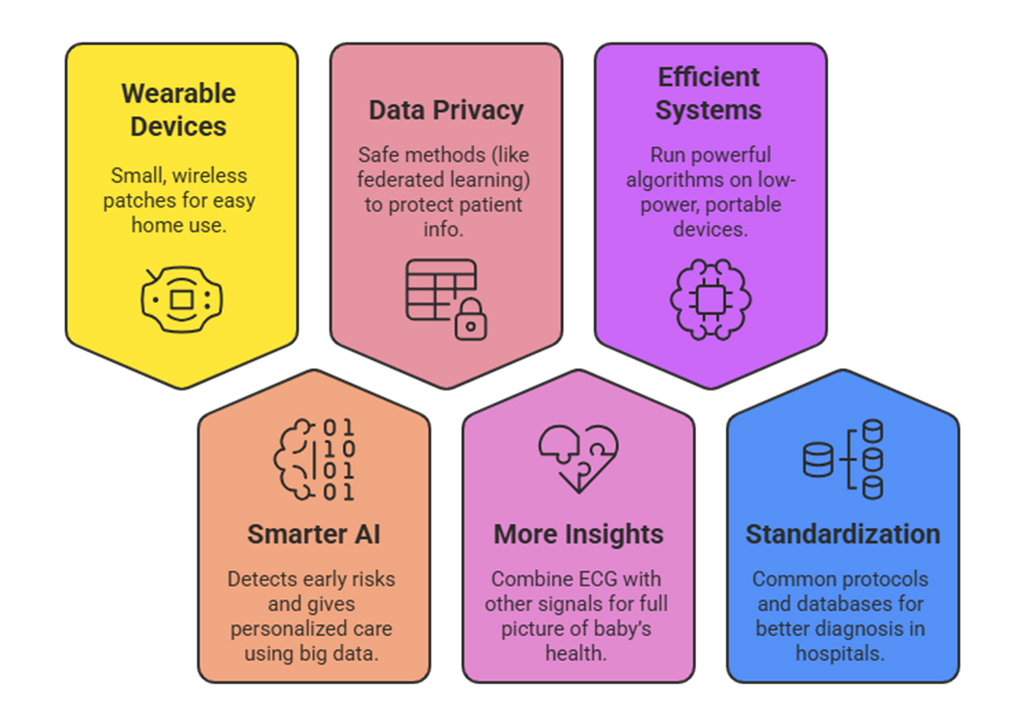 Wearable
Devices
Small, wireless
patches for easy
home use.
Data Privacy
Safe methods (like
federated learning)
to protect patient
info.
Efficient
Systems
Run powerful
algorithms on low-
power, portable
devices.
01
10
01
01
Smarter AI
Detects early risks
and gives
personalized care
using big data.
More Insights
Combine ECG with
other signals for full
picture of baby’s
health.
Standardization
Common protocols
and databases for
better diagnosis in
hospitals.